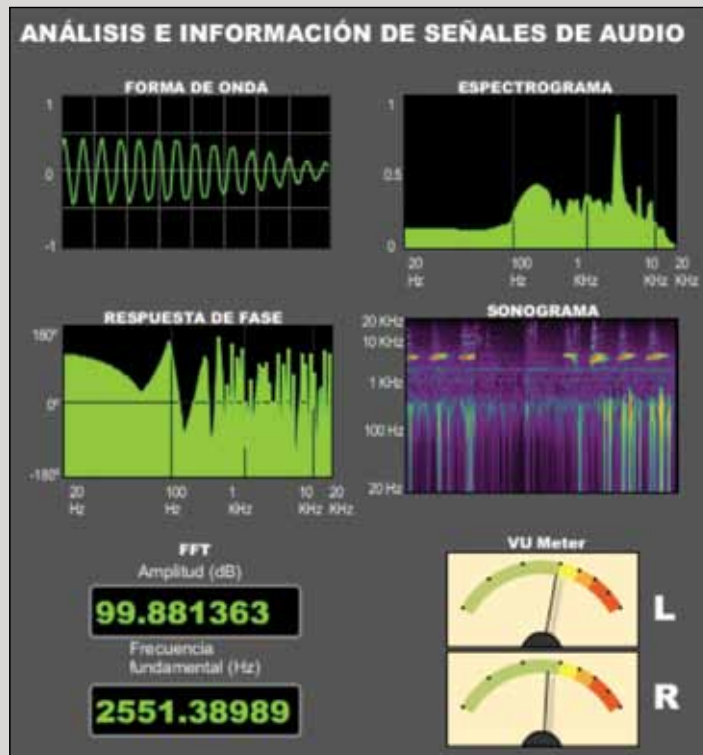 ANÁLISIS E INFORMACIÓN DE SEÑALES DE AUDIO
FORMA DE ONDA
1
0
-1
ESPECTROGRAMA
1
0.5
0
20 Hz
100 Hz
1 KHz
10 KHz
20 KHz
RESPUESTA DE FASE
180°
0°
-180°
20 Hz
100 Hz
1 KHz
10 KHz
20 KHz
SONOGRAMA
20 KHz
10 KHz
1 KHz
100 Hz
20 Hz
FFT
Amplitud (dB)
99.881363
Frecuencia
fundamental (Hz)
2551.38989
VU Meter
L
R